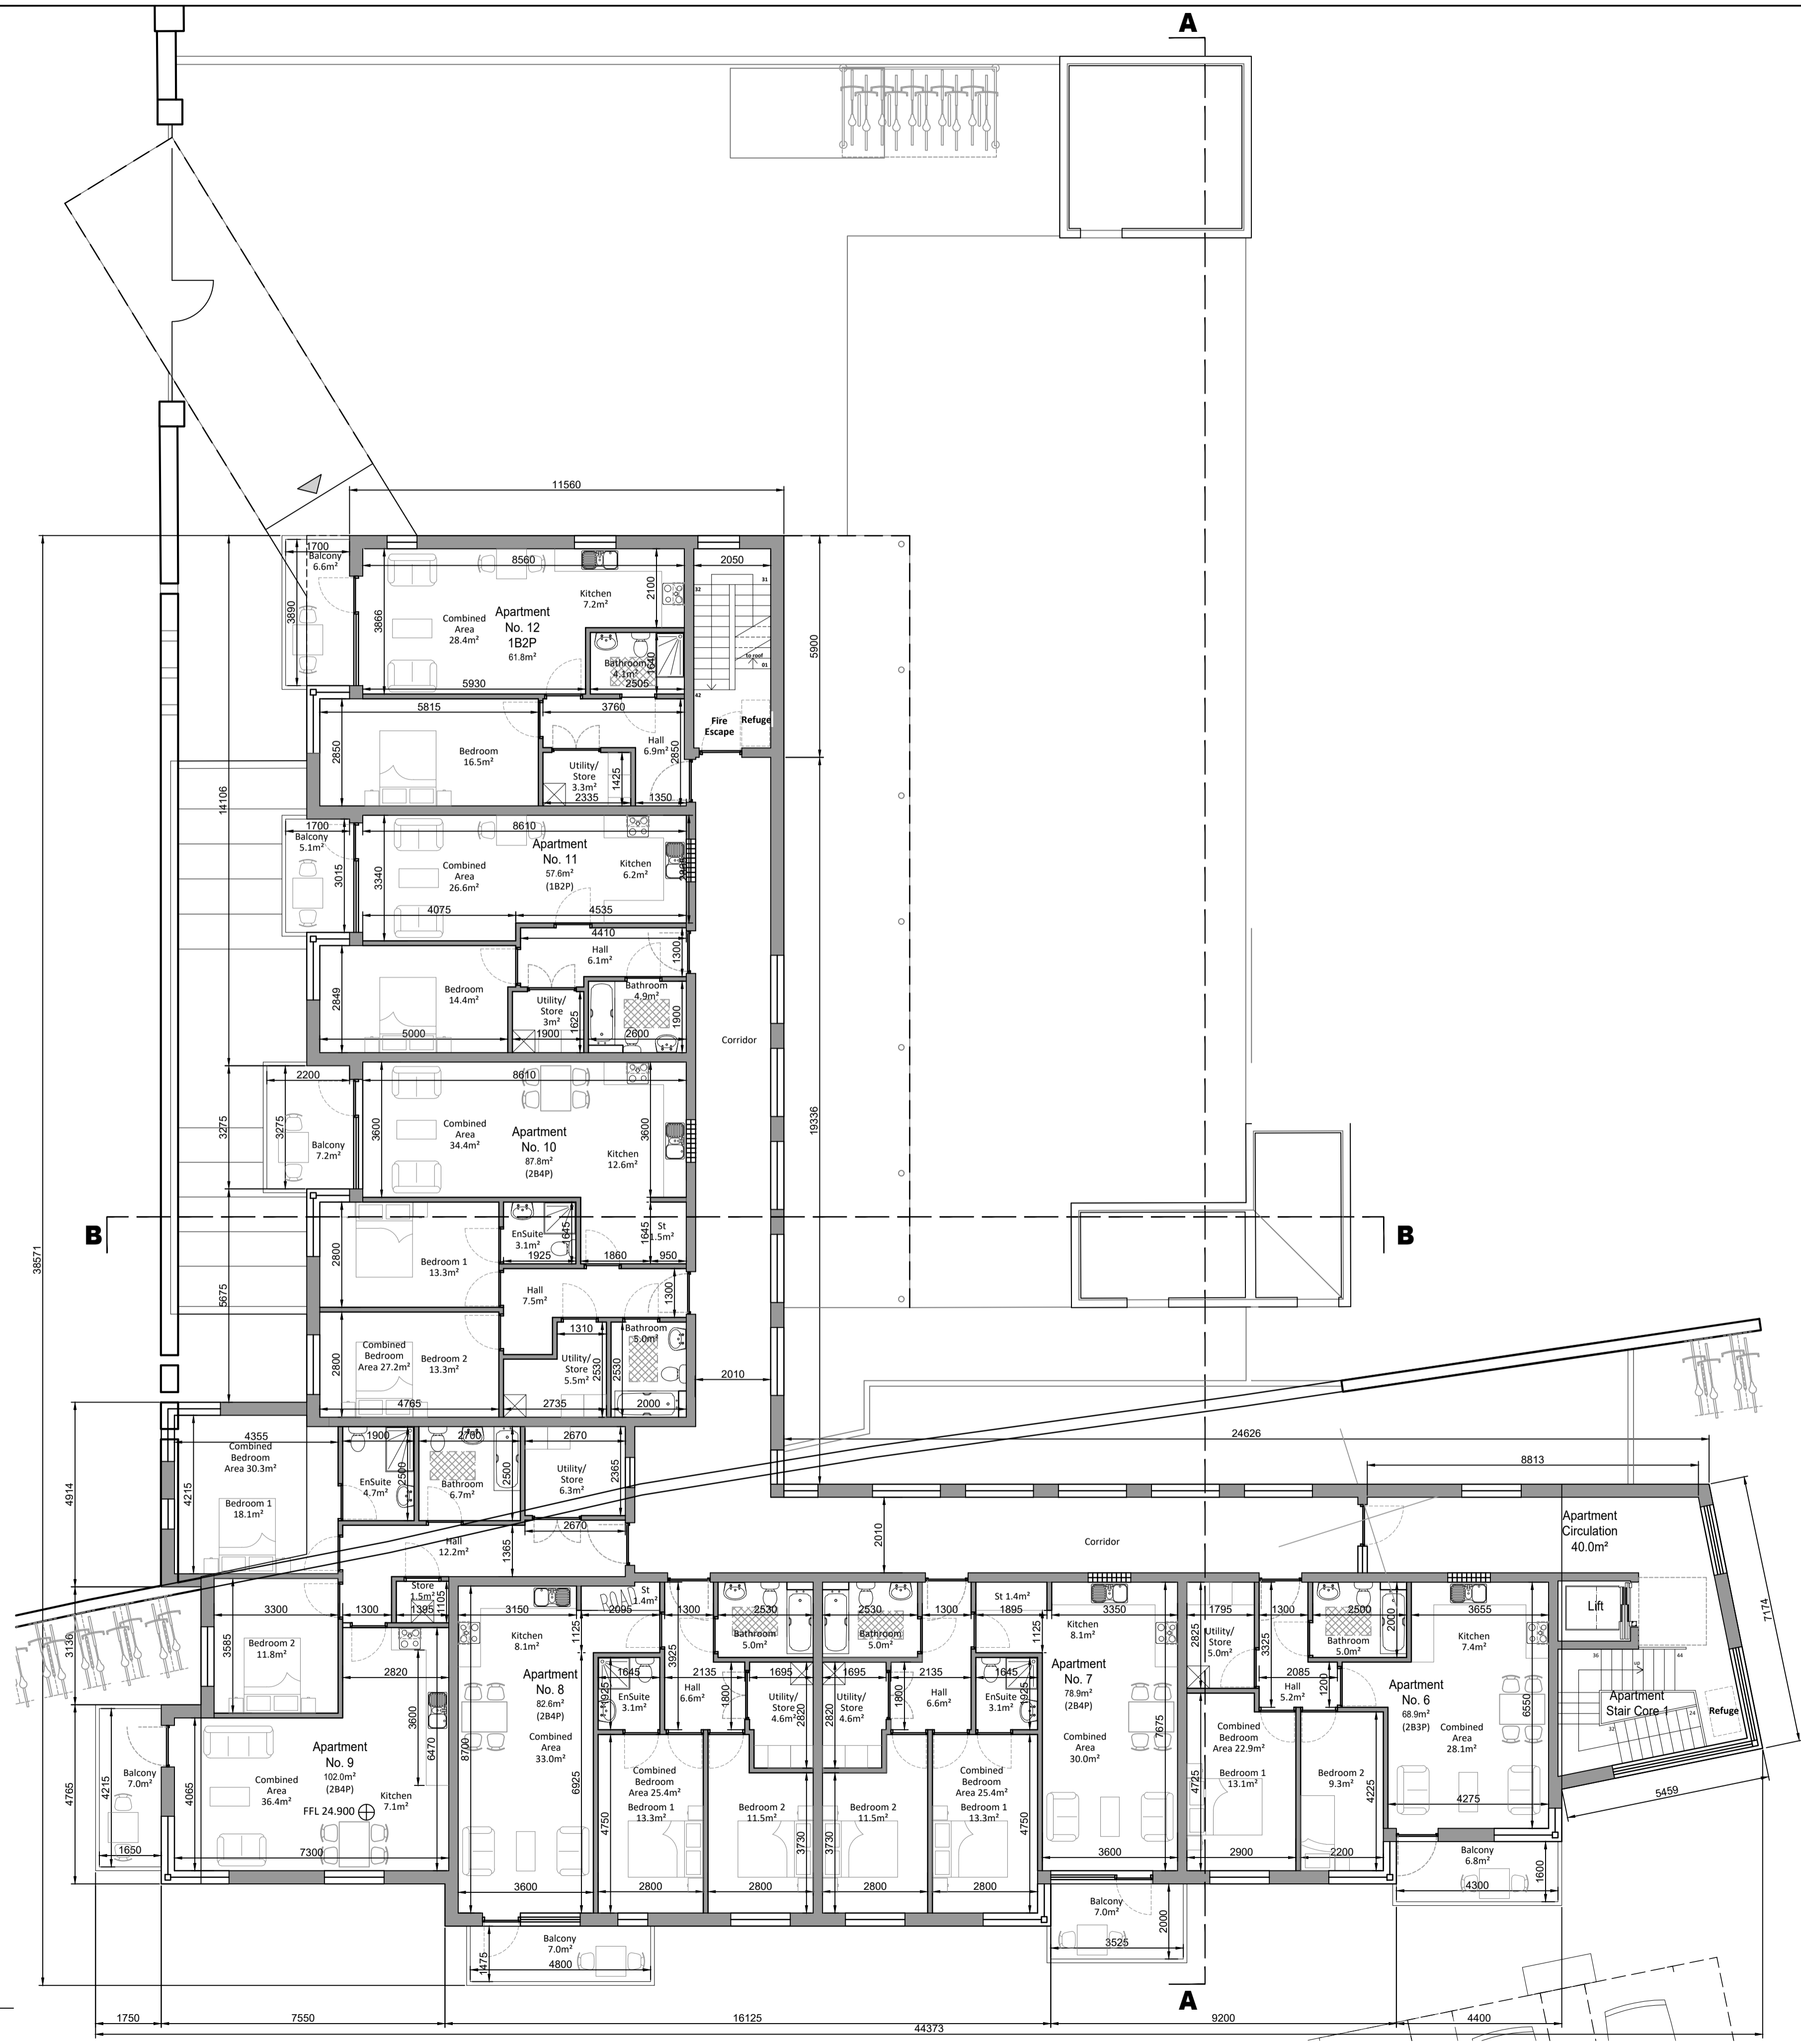 A
11560
1700
Balcony
6.6m²
3890
8560
2050
3866
2100
Kitchen
7.2m²
Apartment
No. 12
1B2P
61.8m²
Combined
Area
28.4m²
Bathroom
4.1m²
1640
2505
5930
31
32
to roof
01
42
Fire
Escape
Refuge
5900
5815
3760
2850
Bedroom
16.5m²
Hall
6.9m²
2850
Utility/
Store
3.3m²
1425
2335
1350
14106
1700
Balcony
5.1m²
3015
8610
3340
Apartment
No. 11
57.6m²
(1B2P)
Combined
Area
26.6m²
Kitchen
6.2m²
4075
4535
4410
Hall
6.1m²
1300
2849
Bedroom
14.4m²
5000
Utility/
Store
3m²
1625
1900
Bathroom
4.9m²
1900
2600
Corridor
19336
38571
2200
3275
3275
Balcony
7.2m²
8610
3600
Combined
Area
34.4m²
Apartment
No. 10
87.8m²
(2B4P)
3600
Kitchen
12.6m²
B
B
2800
Bedroom 1
13.3m²
EnSuite
3.1m²
1645
1925
1645
St
1.5m²
1860
950
5675
Hall
7.5m²
1300
2800
Combined
Bedroom
Area 27.2m²
Bedroom 2
13.3m²
4765
1310
Utility/
Store
5.5m²
2530
2735
Bathroom
5.0m²
2530
2000
2010
24626
8813
4914
4355
Combined
Bedroom
Area 30.3m²
4215
Bedroom 1
18.1m²
1900
EnSuite
4.7m²
2500
2700
Bathroom
6.7m²
2500
2670
Utility/
Store
6.3m²
2365
2670
Hall
12.2m²
1365
2010
Corridor
Apartment
Circulation
40.0m²
7174
3136
3300
3585
Bedroom 2
11.8m²
1300
Store
1.5m²
1395
1105
2820
3600
6470
3150
Kitchen
8.1m²
2095
St
1.4m²
1125
1300
3925
2530
Bathroom
5.0m²
2530
Bathroom
5.0m²
1300
St 1.4m²
1895
1125
3350
Kitchen
8.1m²
1795
2825
Utility/
Store
5.0m²
1300
3325
2500
2000
Bathroom
5.0m²
3655
Kitchen
7.4m²
Lift
Apartment
No. 8
82.6m²
(2B4P)
Combined
Area
33.0m²
8700
6925
1645
1925
EnSuite
3.1m²
2135
Hall
6.6m²
1800
1695
Utility/
Store
4.6m²
2820
1695
Utility/
Store
4.6m²
2820
2135
1800
Hall
6.6m²
1645
1925
EnSuite
3.1m²
Apartment
No. 7
78.9m²
(2B4P)
Combined
Area
30.0m²
7675
2085
1200
Hall
5.2m²
Apartment
No. 6
68.9m²
(2B3P)
Combined
Area
28.1m²
6550
36
44
24
32
Apartment
Stair Core 1
Refuge
5459
4765
4215
Balcony
7.0m²
1650
4065
Combined
Area
36.4m²
Apartment
No. 9
102.0m²
(2B4P)
Kitchen
7.1m²
FFL 24.900
7300
3600
4750
Combined
Bedroom
Area 25.4m²
Bedroom 1
13.3m²
2800
Bedroom 2
11.5m²
3730
3730
Bedroom 2
11.5m²
2800
Combined
Bedroom
Area 25.4m²
Bedroom 1
13.3m²
4750
2800
3600
4725
Combined
Bedroom
Area 22.9m²
Bedroom 1
13.1m²
2900
Bedroom 2
9.3m²
4225
2200
4275
Balcony
6.8m²
4300
1600
Balcony
7.0m²
1475
4800
Balcony
7.0m²
2000
3525
A
1750
7550
16125
9200
4400
44373